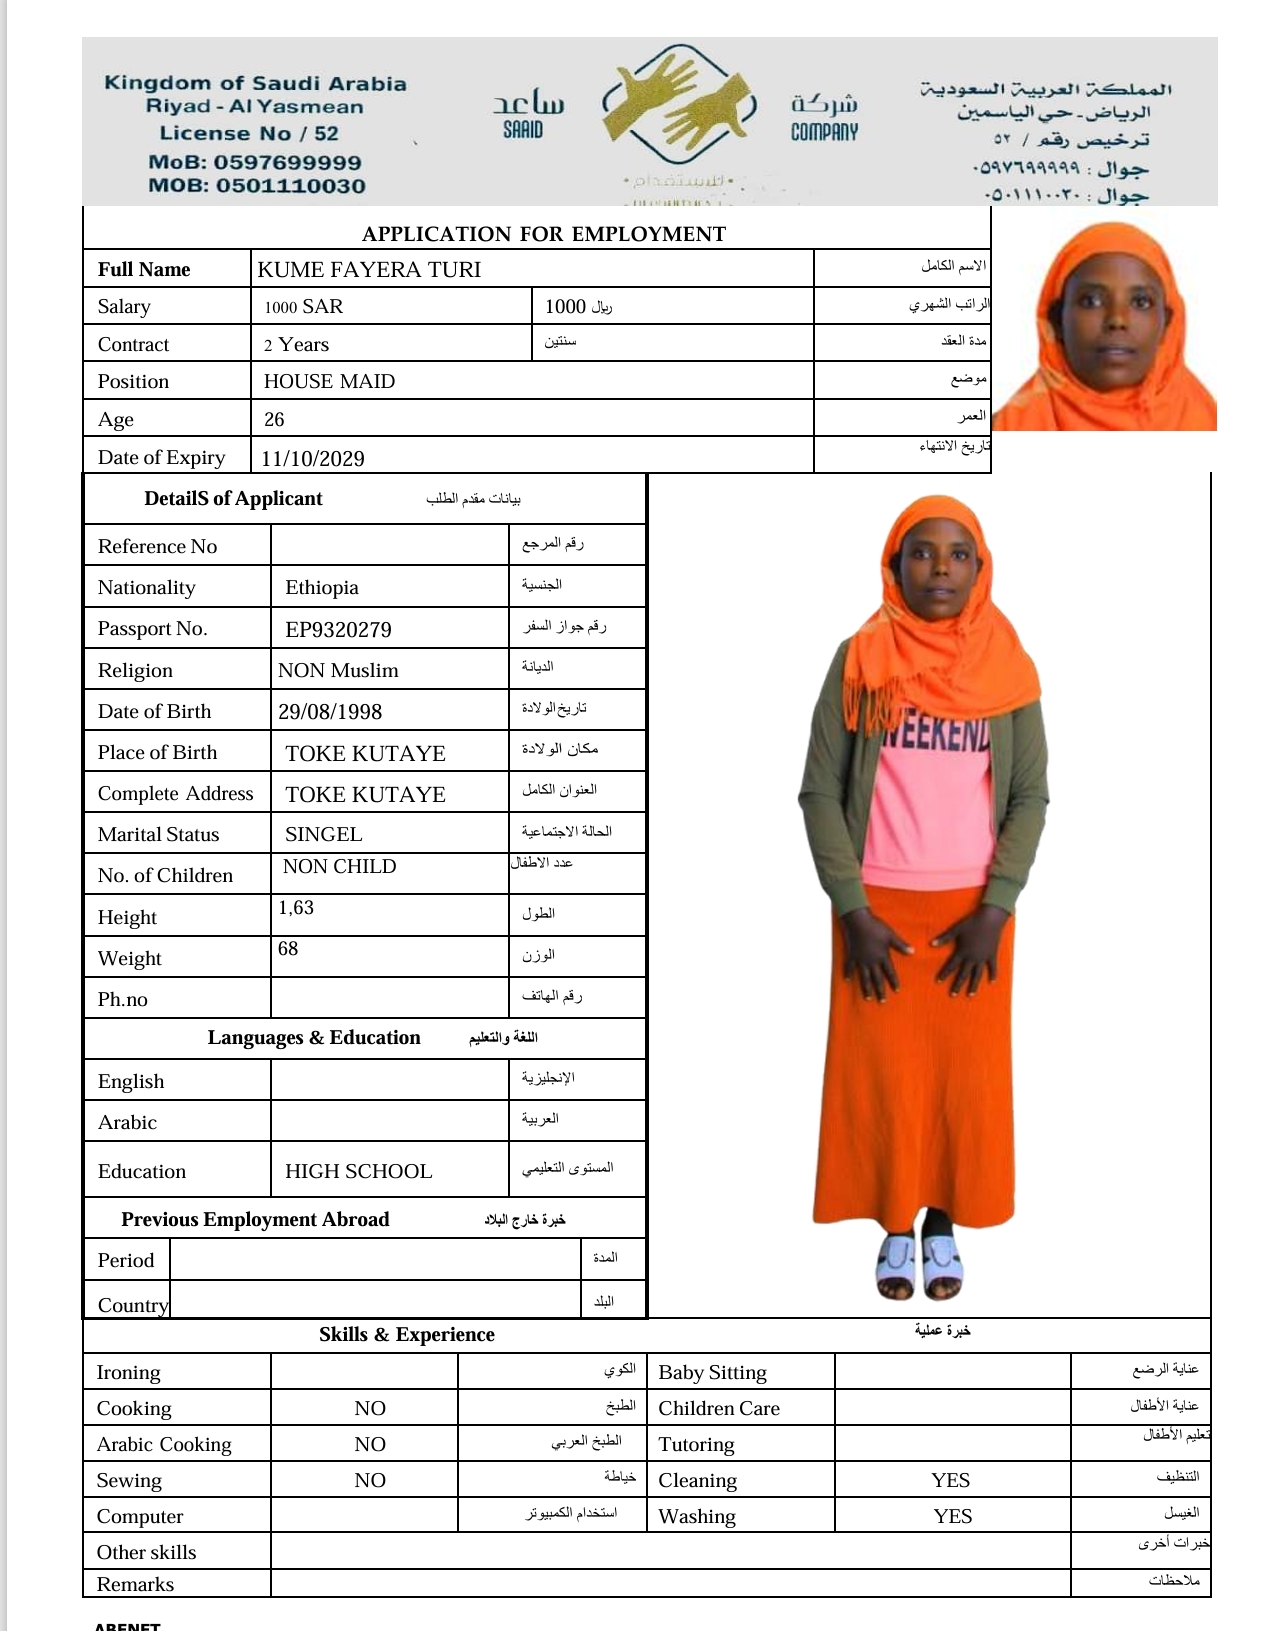 Kingdom of Saudi Arabia
Riyad - Al Yasmean
License No / 52
MoB: 0597699999
MOB: 0501110030
ساعد
SAAID
شركة
COMPANY
للاستقدام
المملكة العربية السعودية
الرياض - حي الياسمين
ترخيص رقم / ٥٢
جوال : ٠٥٩٧٦٩٩٩٩٩
جوال : ٠٥٠١١١٠٠٣٠
APPLICATION FOR EMPLOYMENT
Full Name KUME FAYERA TURI الاسم الكامل
Salary 1000 SAR 1000 ريال الراتب الشهري
Contract 2 Years سنتين مدة العقد
Position HOUSE MAID موضع
Age 26 العمر
Date of Expiry 11/10/2029 تاريخ الانتهاء
DetailS of Applicant بيانات مقدم الطلب
Reference No رقم المرجع
Nationality Ethiopia الجنسية
Passport No. EP9320279 رقم جواز السفر
Religion NON Muslim الديانة
Date of Birth 29/08/1998 تاريخ الولادة
Place of Birth TOKE KUTAYE مكان الولادة
Complete Address TOKE KUTAYE العنوان الكامل
Marital Status SINGEL الحالة الاجتماعية
No. of Children NON CHILD عدد الاطفال
Height 1,63 الطول
Weight 68 الوزن
Ph.no رقم الهاتف
WEEKEND
Languages & Education اللغة والتعليم
English الإنجليزية
Arabic العربية
Education HIGH SCHOOL المستوى التعليمي
Previous Employment Abroad خبرة خارج البلاد
Period المدة
Country البلد
Skills & Experience خبرة عملية
Ironing الكوي Baby Sitting عناية الرضع
Cooking NO الطبخ Children Care عناية الأطفال
Arabic Cooking NO الطبخ العربي Tutoring تعليم الأطفال
Sewing NO خياطة Cleaning YES التنظيف
Computer استخدام الكمبيوتر Washing YES الغيسل
Other skills خبرات أخرى
Remarks ملاحظات
ABENET